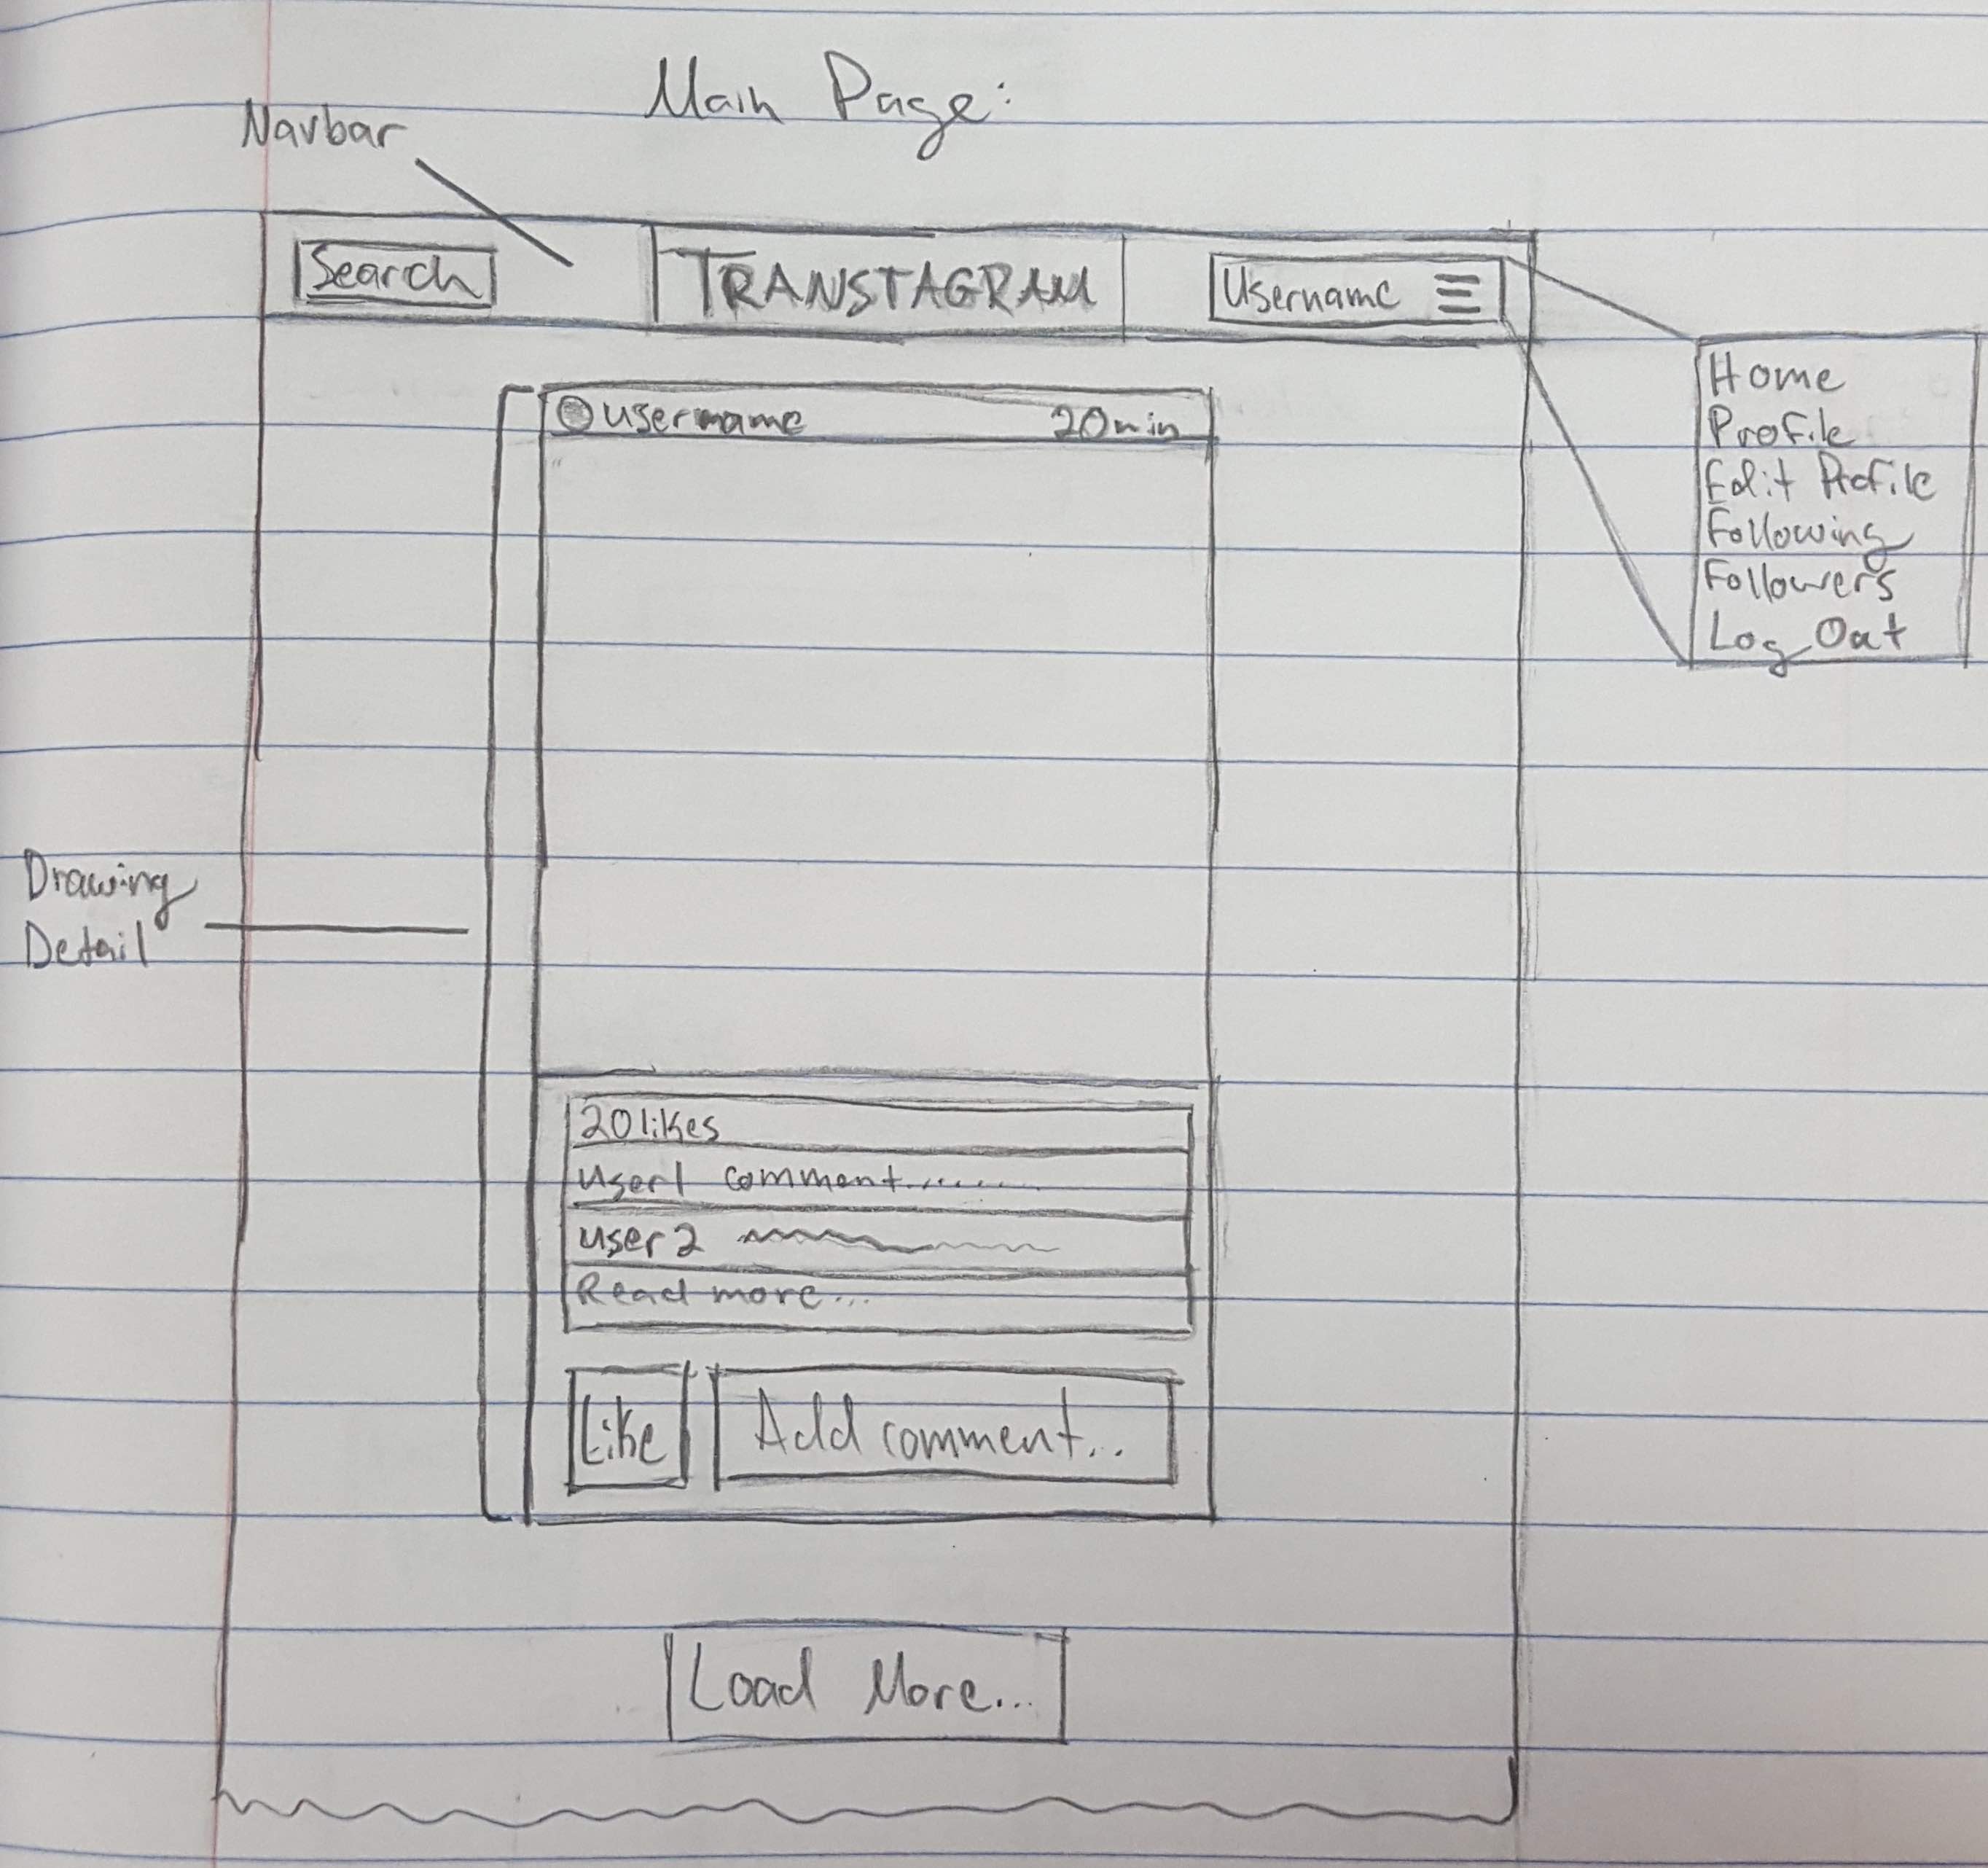 Main Page:
Navbar
Search
TRANSTAGRAM
Username
Home
Profile
Edit Profile
Following
Followers
Log Out
username 20min
Drawing
Detail
20 likes
user1 comment.........
user2
Read more...
Like
Add comment...
Load More...